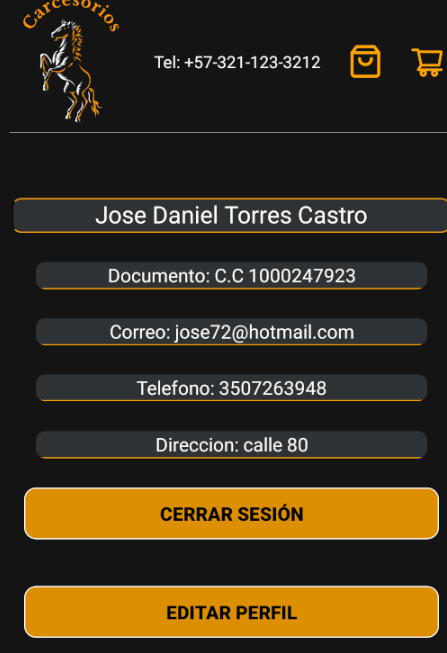 Carcesorios
Tel: +57-321-123-3212
Jose Daniel Torres Castro
Documento: C.C 1000247923
Correo: jose72@hotmail.com
Telefono: 3507263948
Direccion: calle 80
CERRAR SESIÓN
EDITAR PERFIL